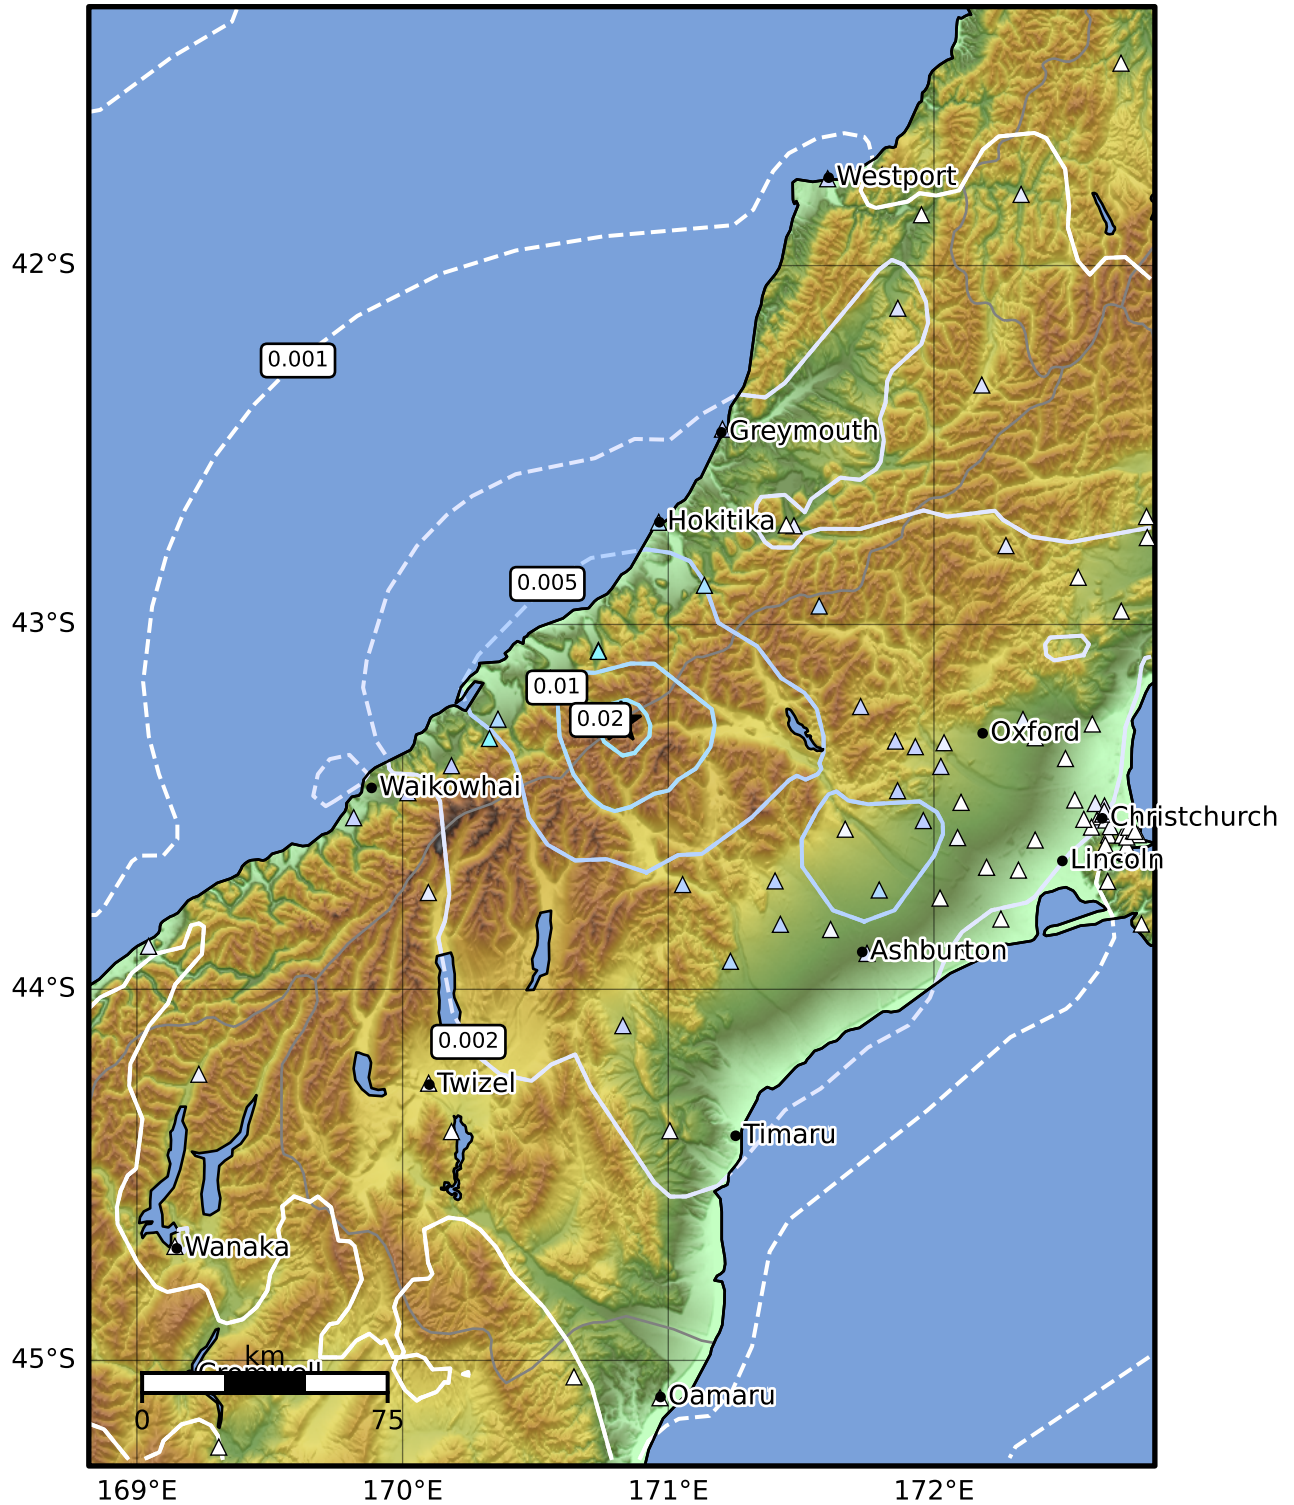 Westport
42°S
0.001
Greymouth
Hokitika
0.005
43°S
0.01
0.02
Oxford
Waikowhai
Christchurch
Lincoln
Ashburton
44°S
0.002
Twizel
Timaru
Wanaka
km
45°S
Cromwell
Oamaru
0
75
169°E
170°E
171°E
172°E